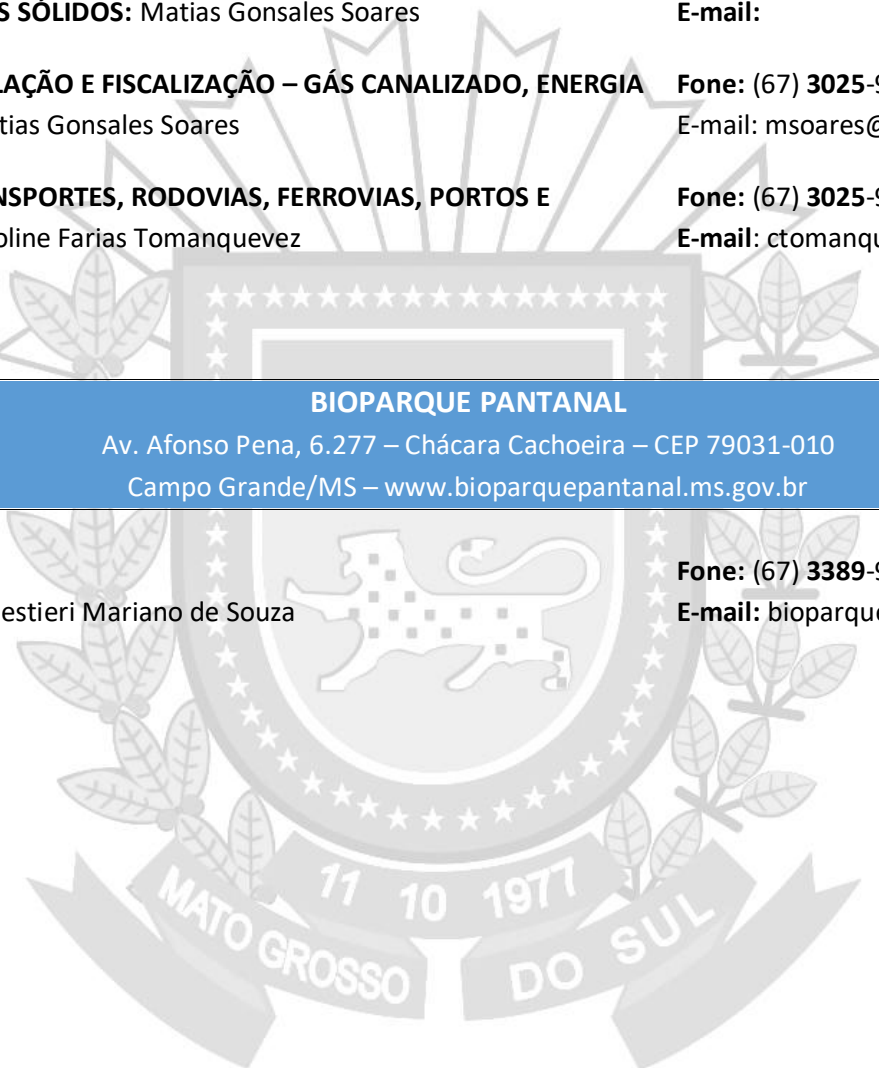 S SÓLIDOS: Matias Gonsales Soares E-mail:
LAÇÃO E FISCALIZAÇÃO – GÁS CANALIZADO, ENERGIA Fone: (67) 3025-9
tias Gonsales Soares E-mail: msoares@
NSPORTES, RODOVIAS, FERROVIAS, PORTOS E Fone: (67) 3025-9
oline Farias Tomanquevez E-mail: ctomanqu
BIOPARQUE PANTANAL
Av. Afonso Pena, 6.277 – Chácara Cachoeira – CEP 79031-010
Campo Grande/MS – www.bioparquepantanal.ms.gov.br
Fone: (67) 3389-9
estieri Mariano de Souza E-mail: bioparque
11 10 1977
MATO GROSSO DO SUL